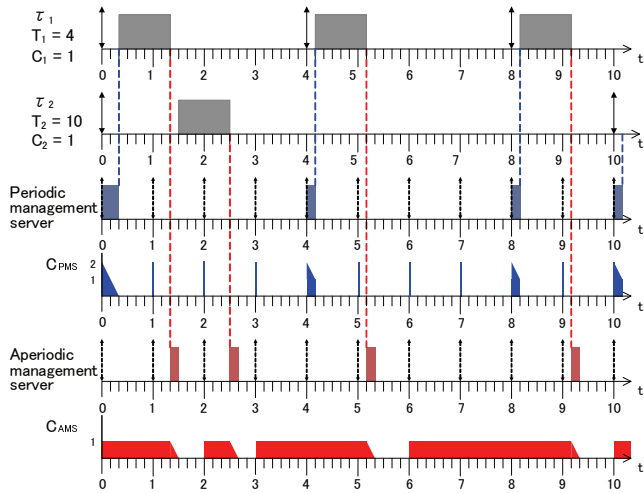 τ 1
T1 = 4
C1 = 1
0 1 2 3 4 5 6 7 8 9 10 t
τ 2
T2 = 10
C2 = 1
0 1 2 3 4 5 6 7 8 9 10 t
Periodic
management
server
0 1 2 3 4 5 6 7 8 9 10 t
CPMS
2
1
0 1 2 3 4 5 6 7 8 9 10 t
Aperiodic
management
server
0 1 2 3 4 5 6 7 8 9 10 t
CAMS
1
0 1 2 3 4 5 6 7 8 9 10 t